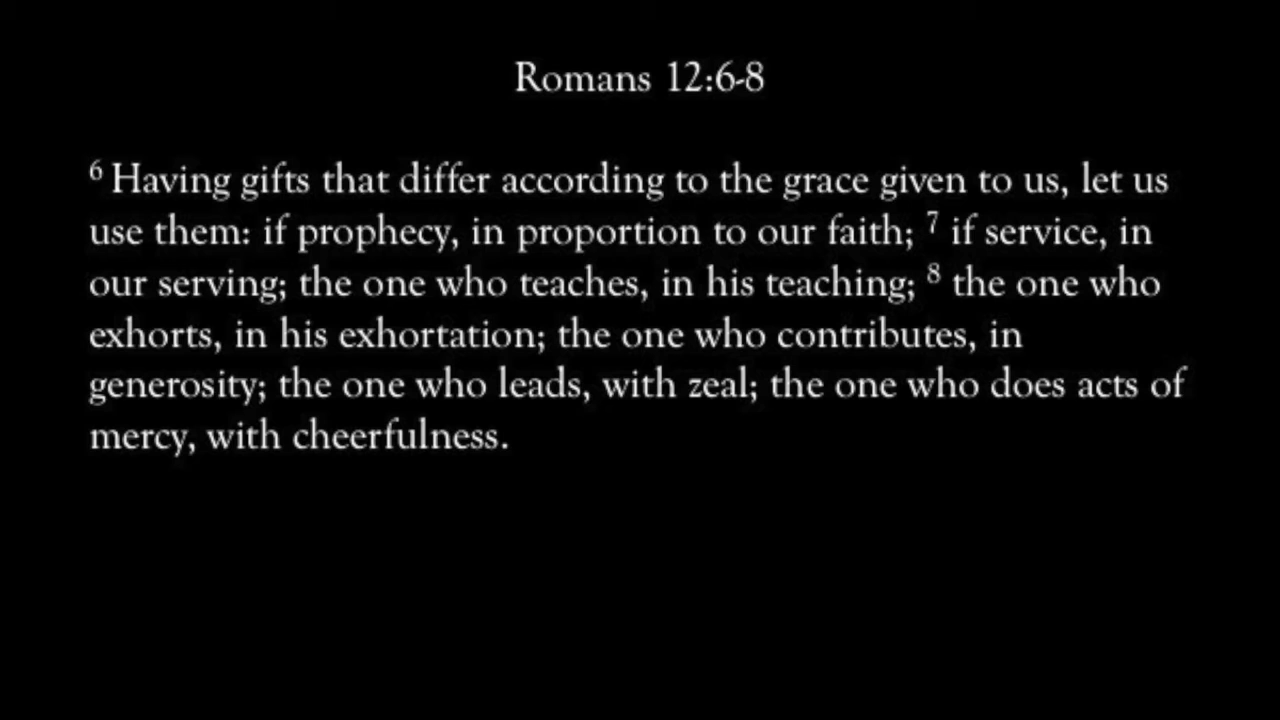 Romans 12:6-8
⁶ Having gifts that differ according to the grace given to us, let us
use them: if prophecy, in proportion to our faith; ⁷ if service, in
our serving; the one who teaches, in his teaching; ⁸ the one who
exhorts, in his exhortation; the one who contributes, in
generosity; the one who leads, with zeal; the one who does acts of
mercy, with cheerfulness.